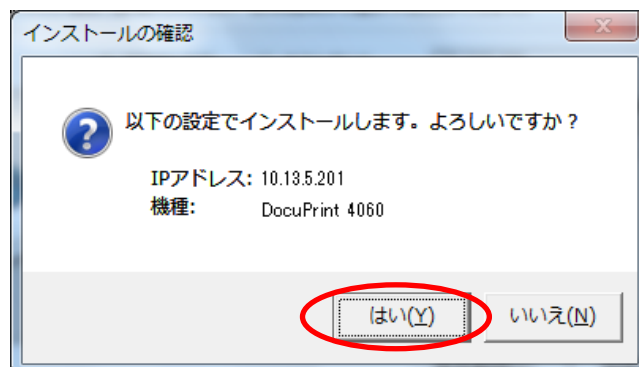 インストールの確認
以下の設定でインストールします。よろしいですか?
IPアドレス: 10.13.5.201
機種: DocuPrint 4060
はい(Y) いいえ(N)